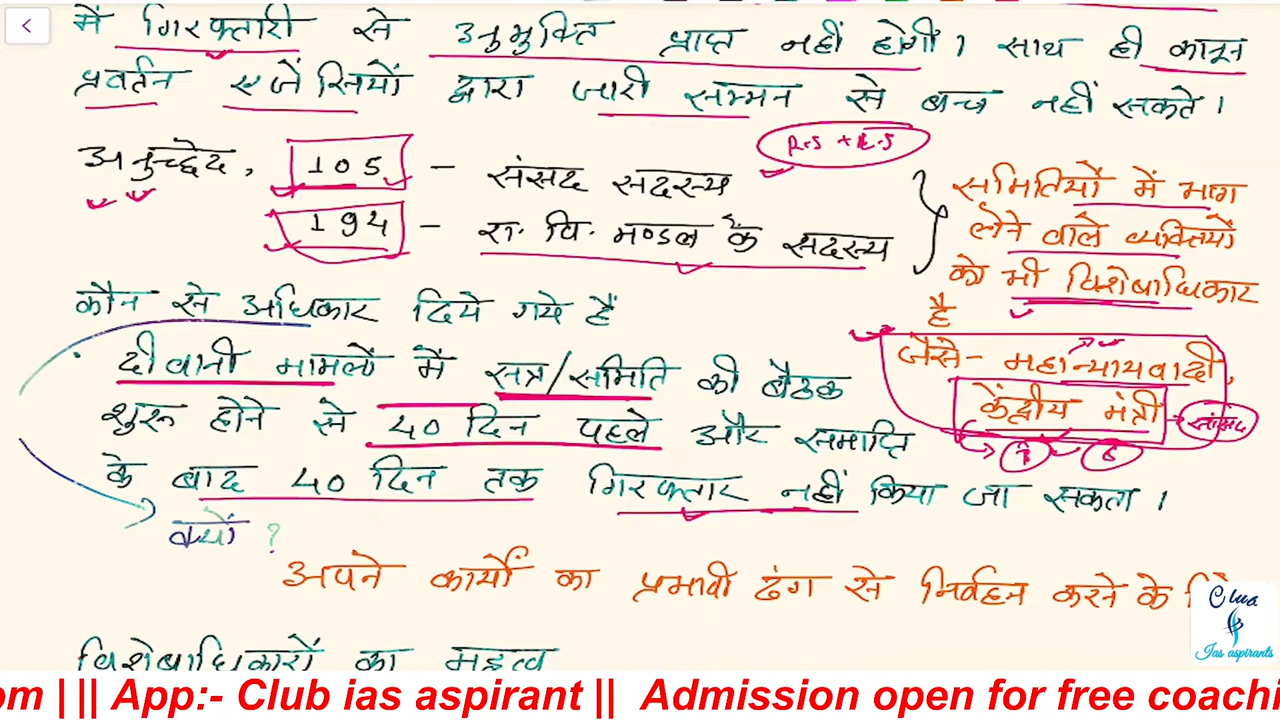 में गिरफ्तारी से उन्मुक्ति प्राप्त नहीं होगी। साथ ही कानून
प्रवर्तन एजेंसियों द्वारा जारी सम्मन से बच नहीं सकते।
R.S + L.S
अनुच्छेद, 105 – संसद सदस्य
194 – रा. वि. मण्डल के सदस्य
समितियों में भाग
लेने वाले व्यक्तियों
को भी विशेषाधिकार
है
जैसे- महान्यायवादी,
केंद्रीय मंत्री
सांसद
कौन से अधिकार दिये गये हैं
दीवानी मामलों में सत्र/समिति की बैठक
शुरू होने से 40 दिन पहले और समाप्ति
के बाद 40 दिन तक गिरफ्तार नहीं किया जा सकता।
क्यों ?
अपने कार्यों का प्रभावी ढंग से निर्वहन करने के
विशेषाधिकारों का महत्व
Club
Ias aspirants
om | || App:- Club ias aspirant || Admission open for free coachi